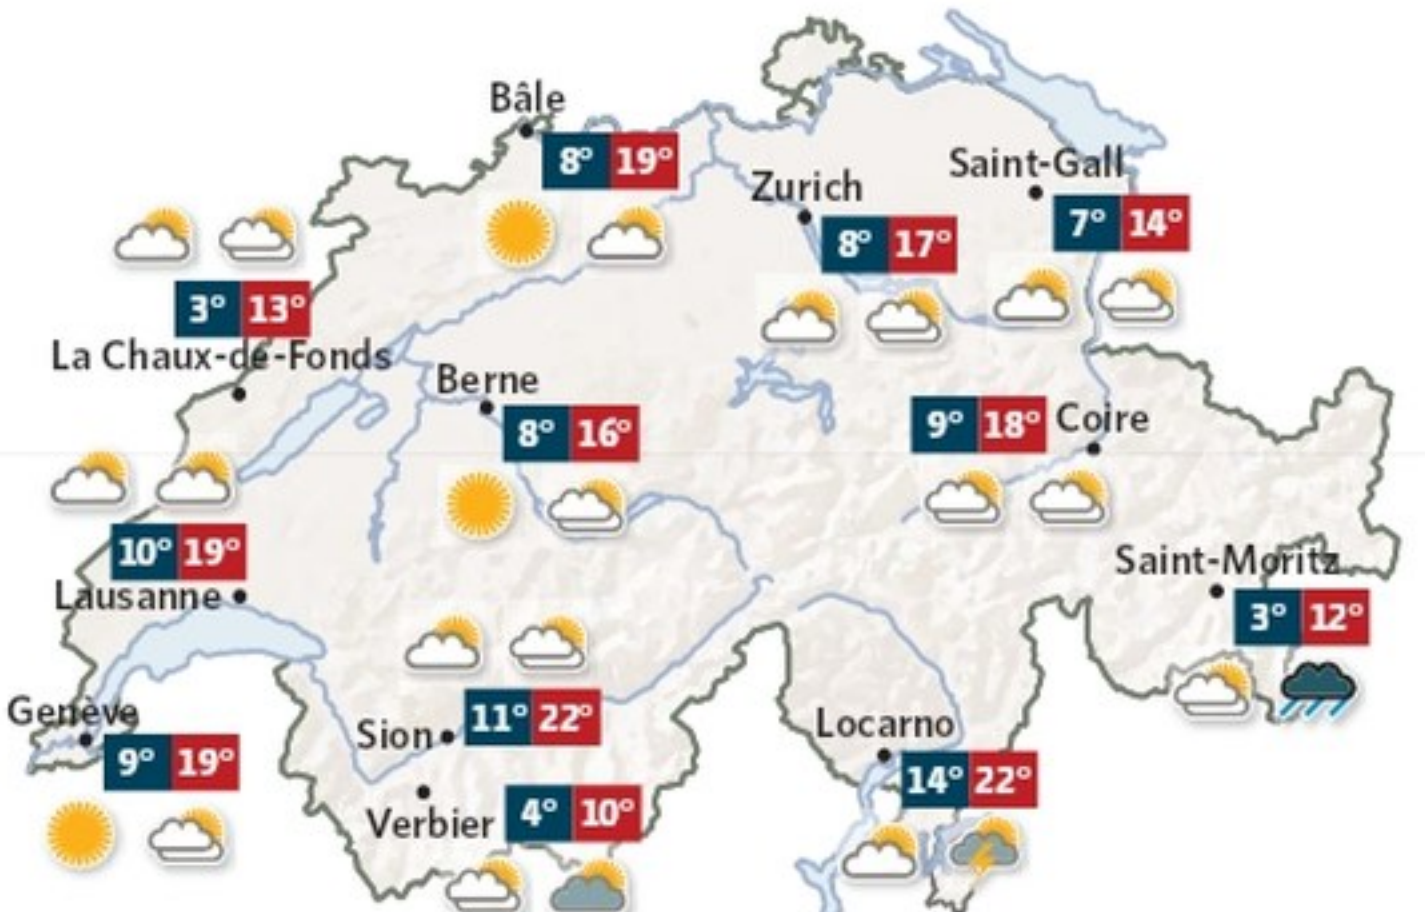 Bâle
8° 19°
Saint-Gall
7° 14°
Zurich
8° 17°
3° 13°
La Chaux-de-Fonds
Berne
8° 16°
9° 18° Coire
10° 19°
Lausanne
Saint-Moritz
3° 12°
Genève
9° 19°
Sion 11° 22°
Locarno
14° 22°
Verbier 4° 10°